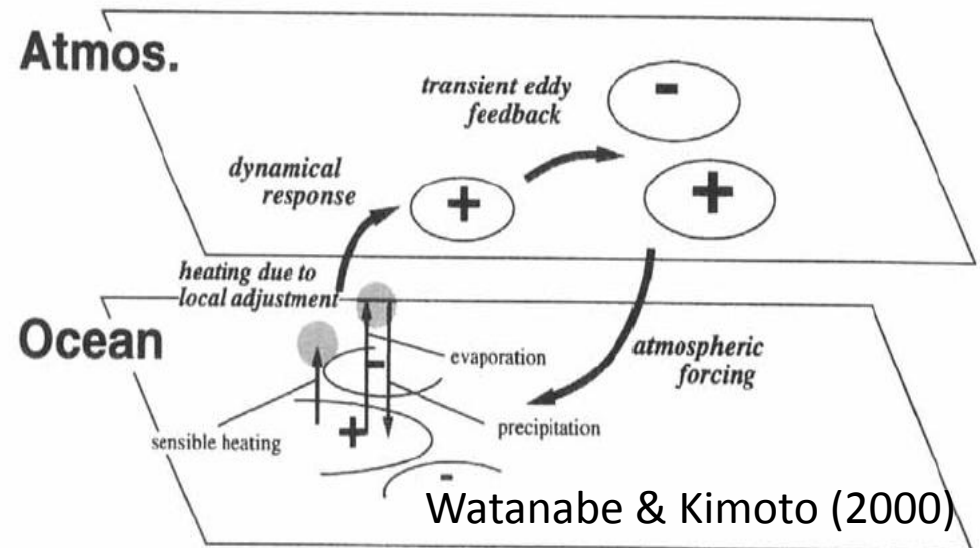 Atmos.
transient eddy
feedback
-
+
dynamical
response
+
heating due to
local adjustment
Ocean
evaporation
-
atmospheric
forcing
sensible heating
+
precipitation
-
Watanabe & Kimoto (2000)